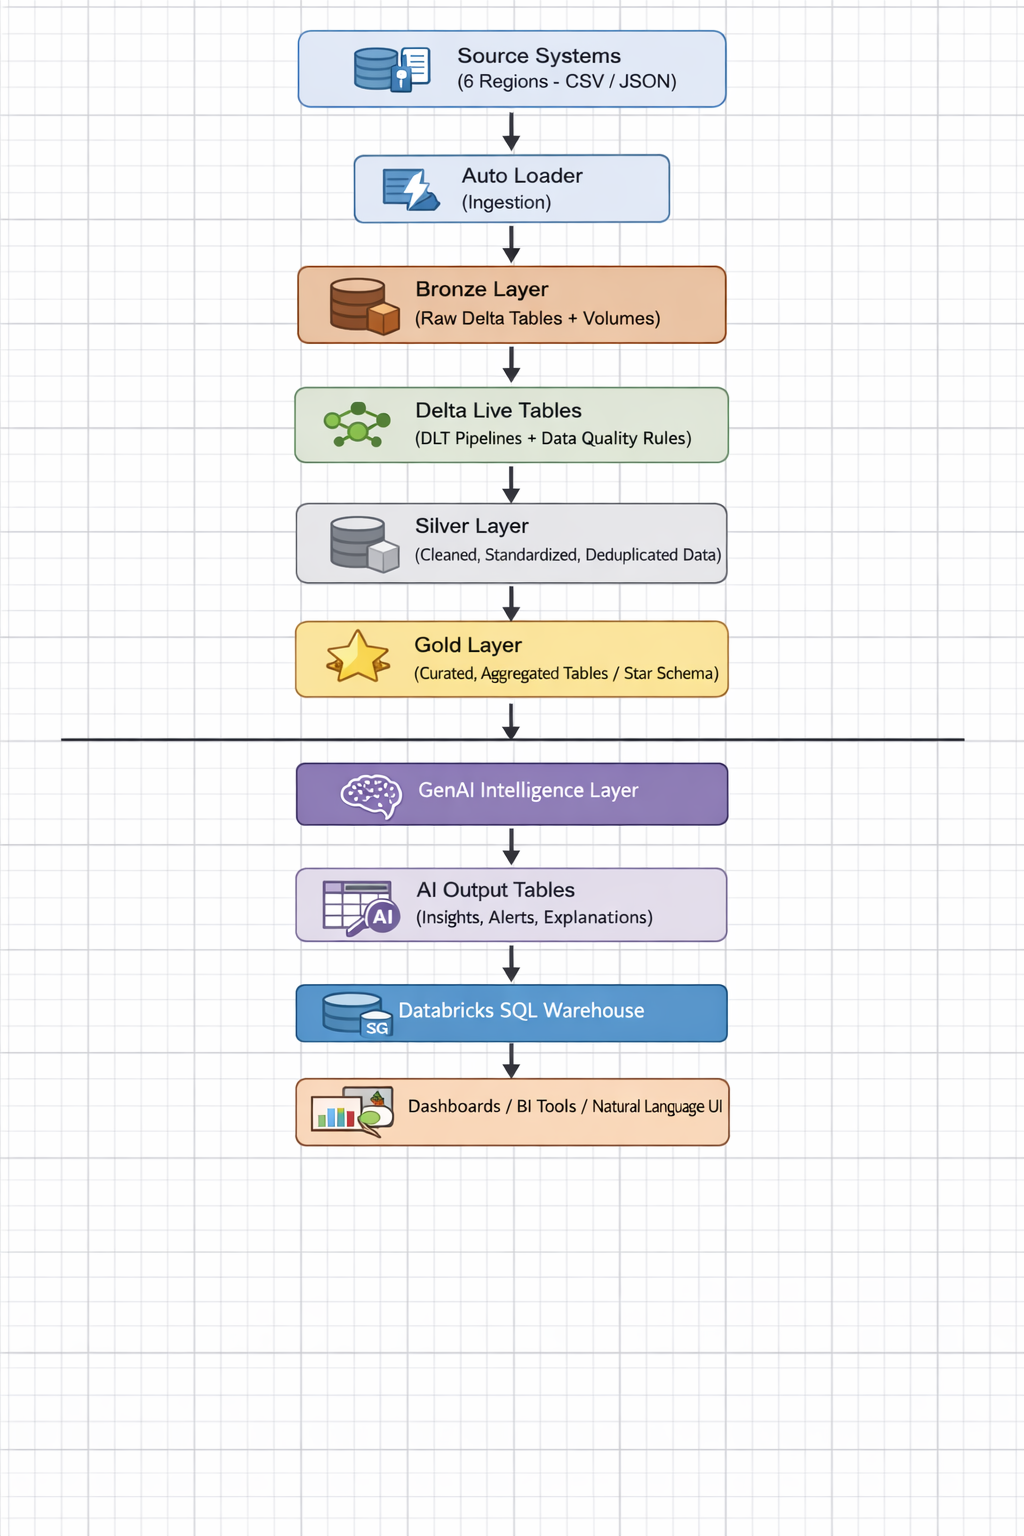 Source Systems
(6 Regions - CSV / JSON)
Auto Loader
(Ingestion)
Bronze Layer
(Raw Delta Tables + Volumes)
Delta Live Tables
(DLT Pipelines + Data Quality Rules)
Silver Layer
(Cleaned, Standardized, Deduplicated Data)
Gold Layer
(Curated, Aggregated Tables / Star Schema)
GenAI Intelligence Layer
AI Output Tables
(Insights, Alerts, Explanations)
AI
Databricks SQL Warehouse
SG
Dashboards / BI Tools / Natural Language UI